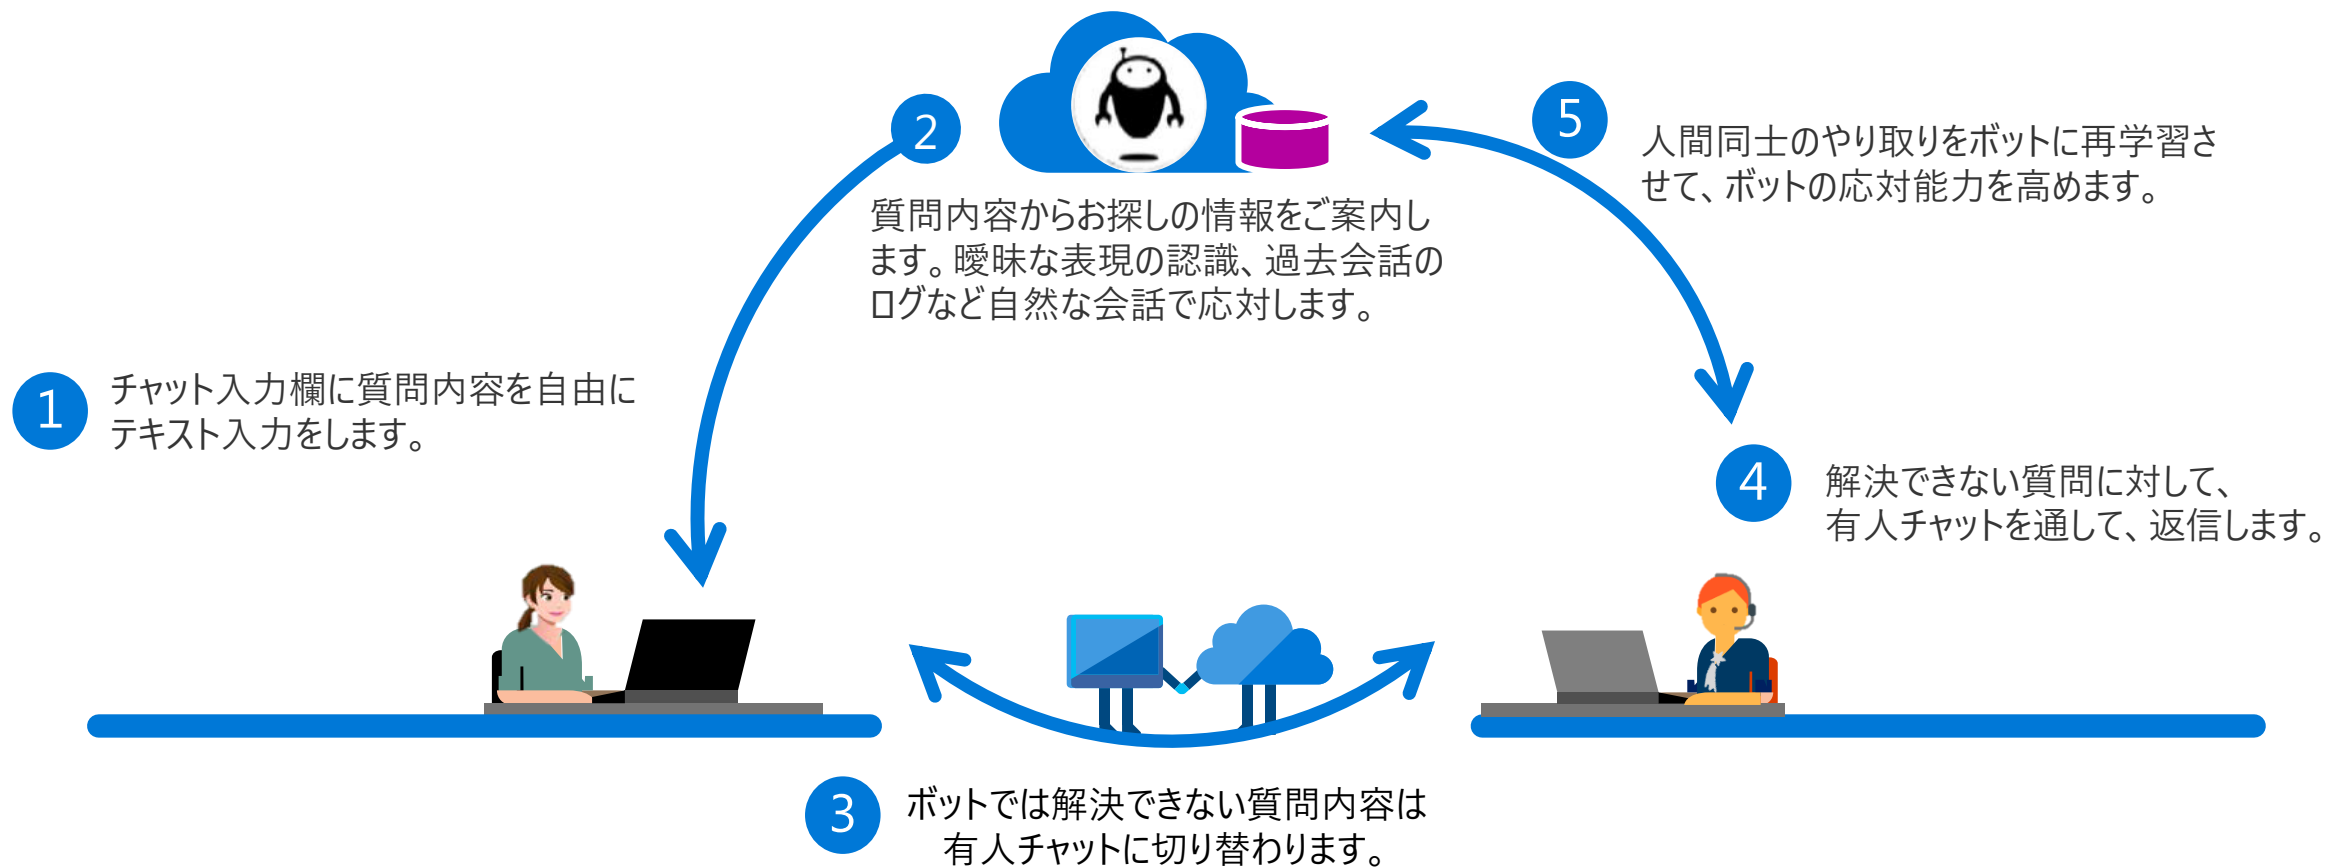 1
チャット入力欄に質問内容を自由に
テキスト入力をします。
2
質問内容からお探しの情報をご案内し
ます。曖昧な表現の認識、過去会話の
ログなど自然な会話で応対します。
3
ボットでは解決できない質問内容は
有人チャットに切り替わります。
4
解決できない質問に対して、
有人チャットを通して、返信します。
5
人間同士のやり取りをボットに再学習さ
せて、ボットの応対能力を高めます。